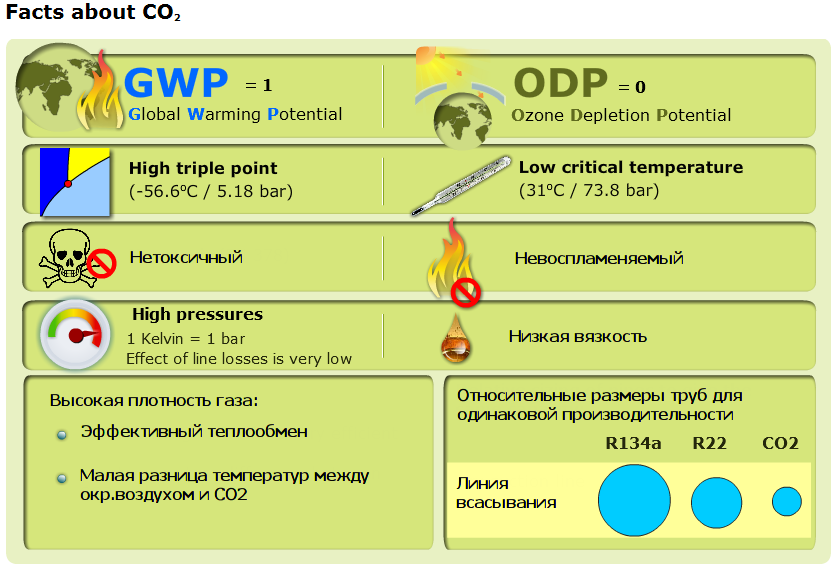 Facts about CO₂
GWP = 1
Global Warming Potential
ODP = 0
Ozone Depletion Potential
High triple point
(-56.6ºC / 5.18 bar)
Low critical temperature
(31ºC / 73.8 bar)
Нетоксичный
Невоспламеняемый
High pressures
1 Kelvin = 1 bar
Effect of line losses is very low
Низкая вязкость
Высокая плотность газа:
Эффективный теплообмен
Малая разница температур между
окр.воздухом и СО2
Относительные размеры труб для
одинаковой производительности
R134a R22 CO2
Линия
всасывания